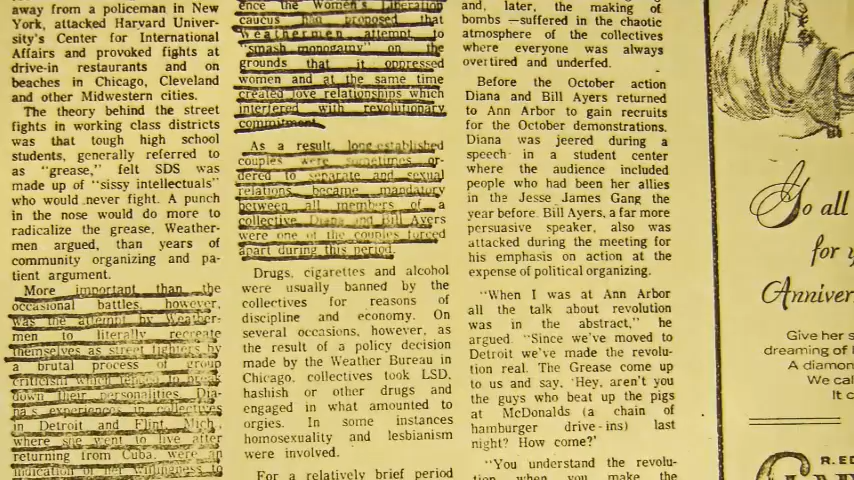 away from a policeman in New
York, attacked Harvard Univer-
sity's Center for International
Affairs and provoked fights at
drive-in restaurants and on
beaches in Chicago, Cleveland
and other Midwestern cities.
The theory behind the street
fights in working class districts
was that tough high school
students, generally referred to
as "grease," felt SDS was
made up of "sissy intellectuals"
who would never fight. A punch
in the nose would do more to
radicalize the grease, Weather-
men argued, than years of
community organizing and pa-
tient argument.
More important than the
occasional battles, however,
was the attempt by Weather-
men to literally recreate
themselves as street fighters by
a brutal process of group
criticism which tended to break
down their personalities. Dia-
na's experiences in collectives
in Detroit and Flint, Mich.,
where she went to live after
returning from Cuba, were an
indication of her willingness to
ence the Women's Liberation
caucus had proposed that
Weathermen attempt to
"smash monogamy" on the
grounds that it oppressed
women and at the same time
created love relationships which
interfered with revolutionary
commitment.
As a result, long established
couples were sometimes or-
dered to separate and sexual
relations became mandatory
between all members of a
collective. Diana and Bill Ayers
were one of the couples forced
apart during this period.
Drugs, cigarettes and alcohol
were usually banned by the
collectives for reasons of
discipline and economy. On
several occasions, however, as
the result of a policy decision
made by the Weather Bureau in
Chicago, collectives took LSD,
hashish or other drugs and
engaged in what amounted to
orgies. In some instances
homosexuality and lesbianism
were involved.
For a relatively brief period
and, later, the making of
bombs —suffered in the chaotic
atmosphere of the collectives
where everyone was always
overtired and underfed.
Before the October action
Diana and Bill Ayers returned
to Ann Arbor to gain recruits
for the October demonstrations.
Diana was jeered during a
speech in a student center
where the audience included
people who had been her allies
in the Jesse James Gang the
year before. Bill Ayers, a far more
persuasive speaker, also was
attacked during the meeting for
his emphasis on action at the
expense of political organizing.
"When I was at Ann Arbor
all the talk about revolution
was in the abstract," he
argued. "Since we've moved to
Detroit we've made the revolu-
tion real. The Grease come up
to us and say, 'Hey, aren't you
the guys who beat up the pigs
at McDonalds (a chain of
hamburger drive-ins) last
night? How come?'
"You understand the revolu-
tion when you make the
So all
for y
Anniver
Give her s
dreaming of
A diamon
We cal
It c
R. ED